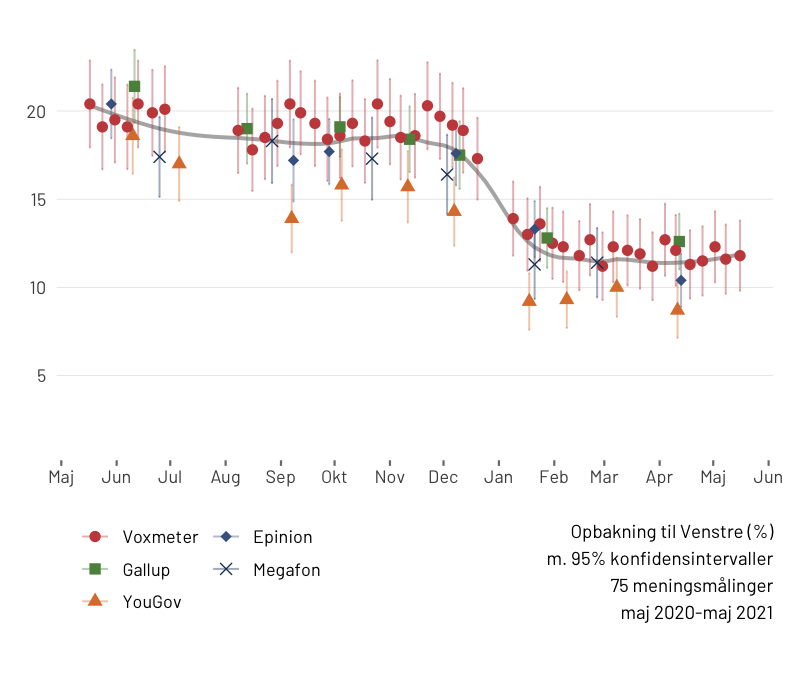 20
15
10
5
Maj Jun Jul Aug Sep Okt Nov Dec Jan Feb Mar Apr Maj Jun
Voxmeter Epinion
Gallup Megafon
YouGov
Opbakning til Venstre (%)
m. 95% konfidensintervaller
75 meningsmålinger
maj 2020-maj 2021